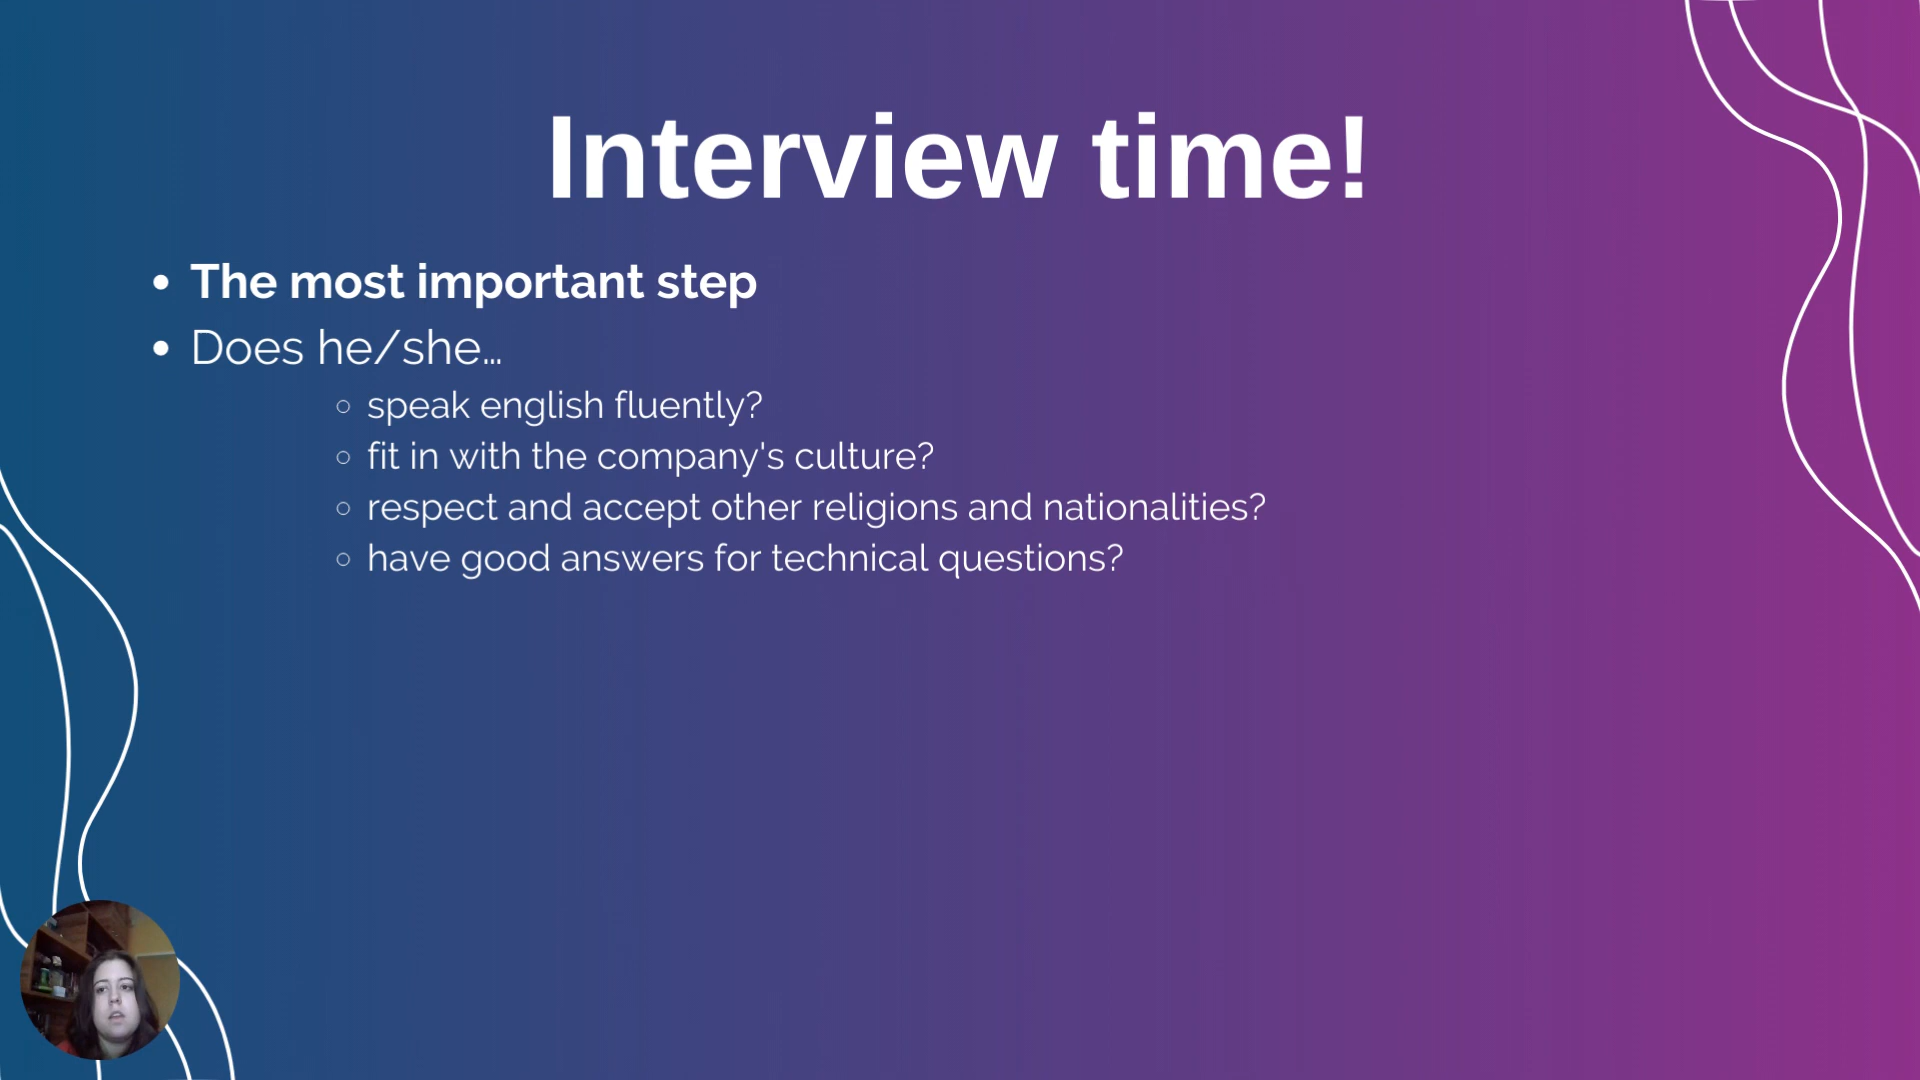 Interview time!
• The most important step
• Does he/she...
○ speak english fluently?
○ fit in with the company's culture?
○ respect and accept other religions and nationalities?
○ have good answers for technical questions?